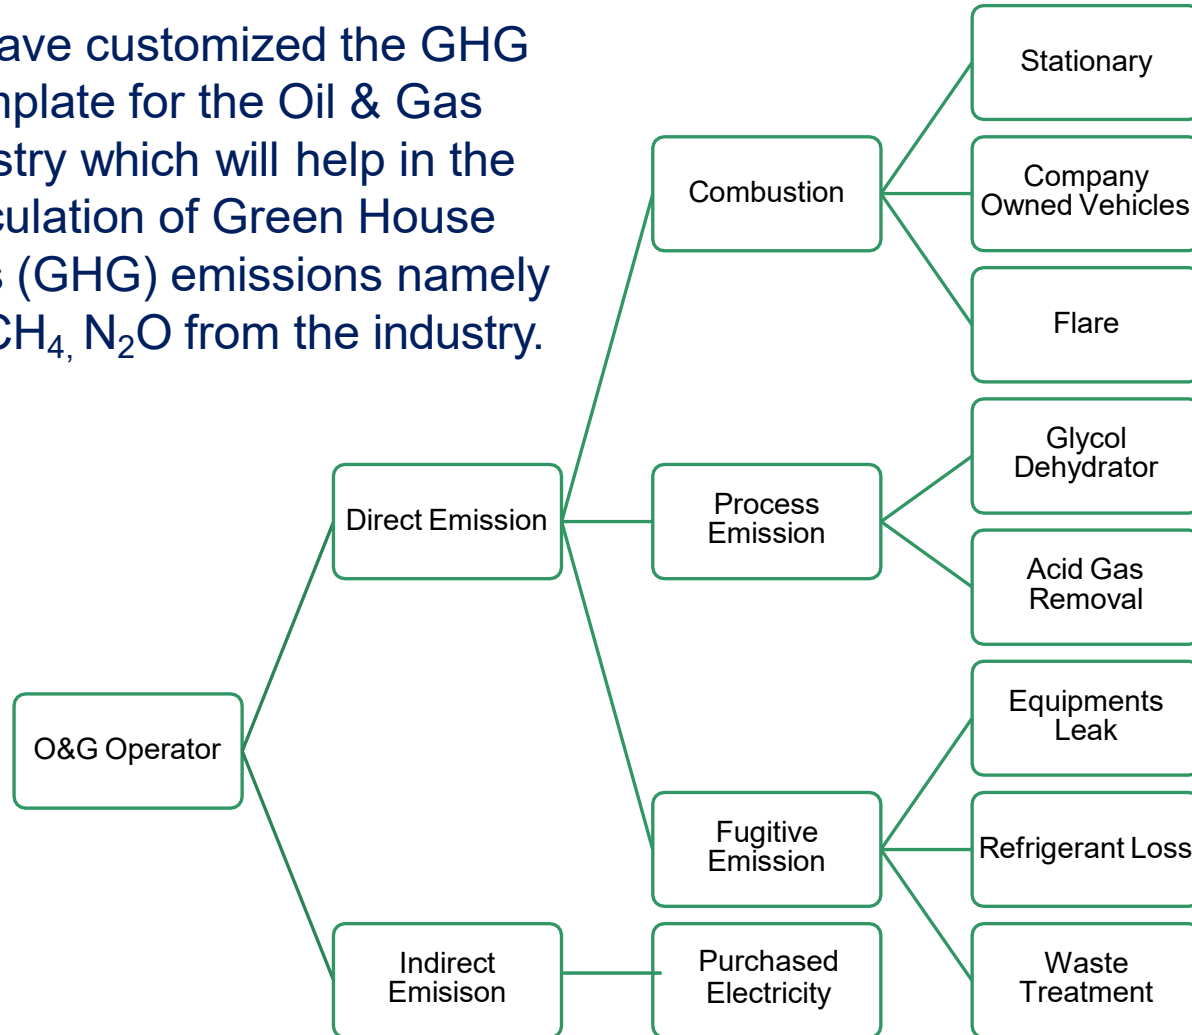 ave customized the GHG
nplate for the Oil & Gas
stry which will help in the
culation of Green House
s (GHG) emissions namely
CH₄, N₂O from the industry.
Stationary
Combustion
Company
Owned Vehicles
Flare
Glycol
Dehydrator
Direct Emission
Process
Emission
Acid Gas
Removal
Equipments
Leak
O&G Operator
Fugitive
Emission
Refrigerant Loss
Indirect
Emisison
Purchased
Electricity
Waste
Treatment